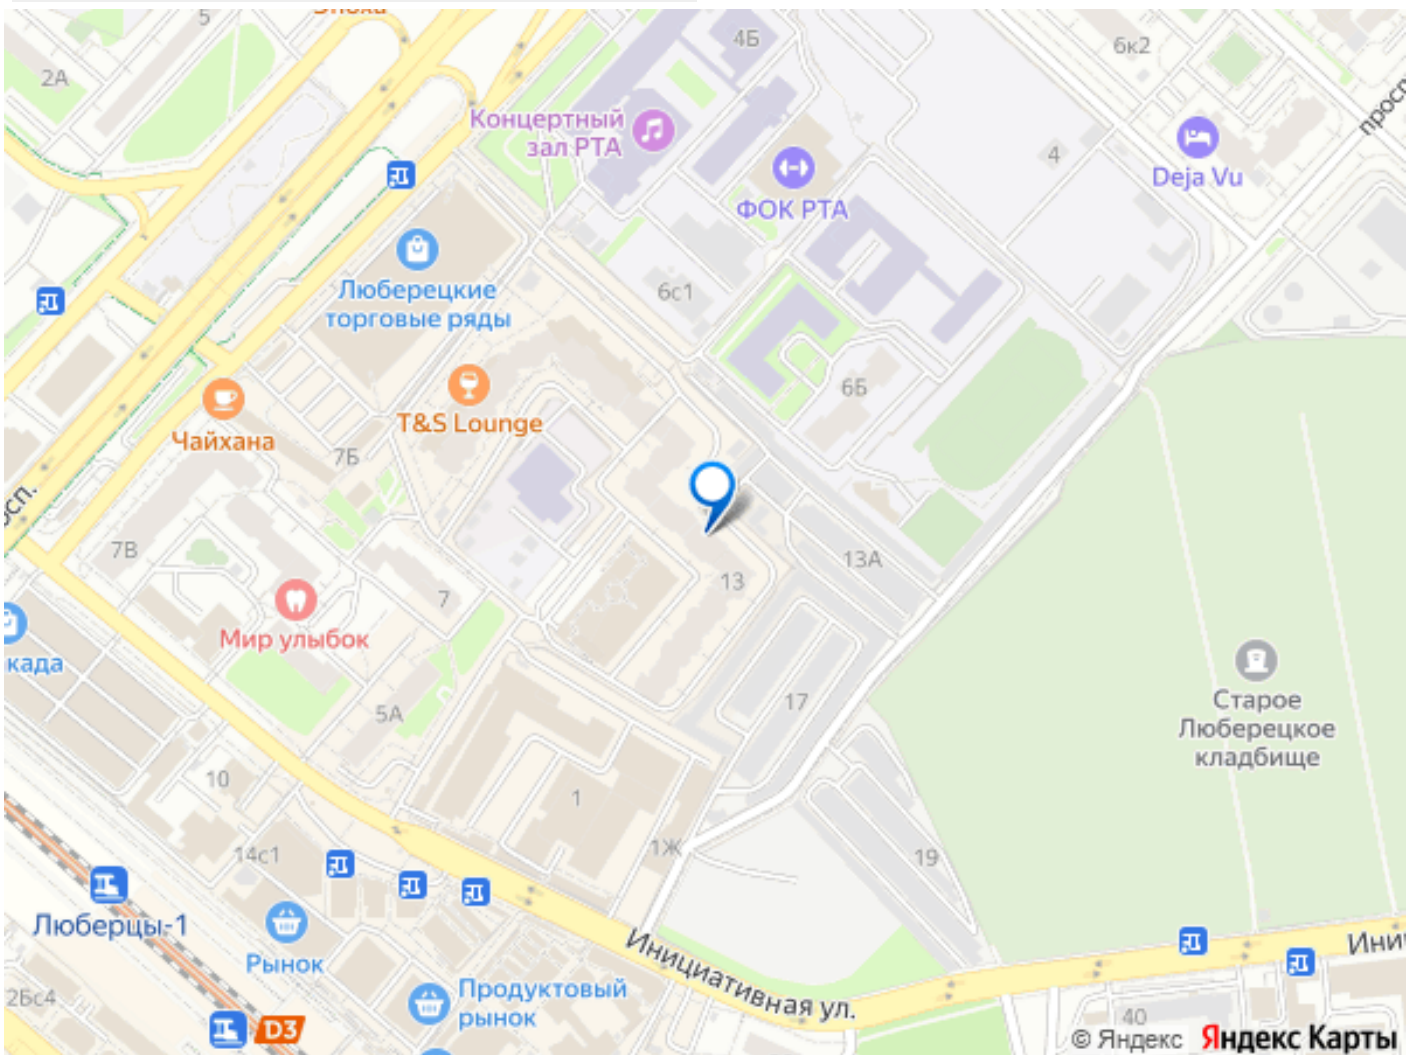 5
4Б
6к2
2А
Концертный
зал РТА
4
Deja Vu
ФОК РТА
Люберецкие
торговые ряды
6с1
6Б
T&S Lounge
Чайхана
7Б
7В
13А
13
7
Мир улыбок
када
5А
17
Старое
Люберецкое
кладбище
10
1
1Ж
14с1
19
Люберцы-1
Рынок
Инициативная ул.
Продуктовый
рынок
2Бс4
D3
40
© Яндекс Яндекс Карты